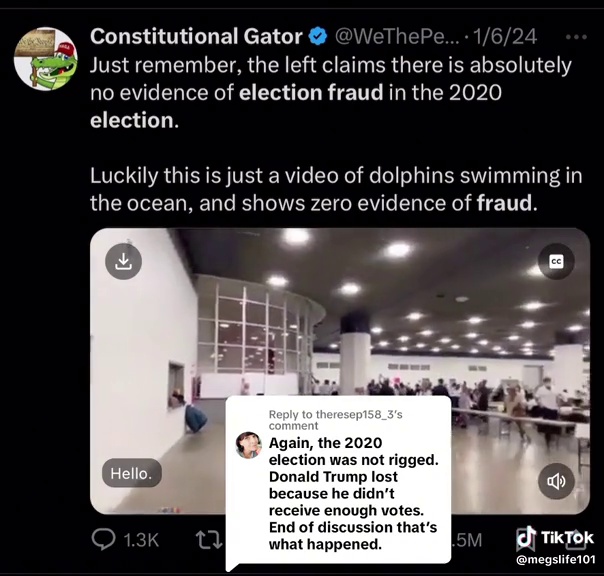 Constitutional Gator @WeThePe... · 1/6/24
Just remember, the left claims there is absolutely
no evidence of election fraud in the 2020
election.
Luckily this is just a video of dolphins swimming in
the ocean, and shows zero evidence of fraud.
CC
Reply to theresep158_3's
comment
Again, the 2020
election was not rigged.
Donald Trump lost
because he didn't
receive enough votes.
End of discussion that's
what happened.
Hello.
1.3K
.5M
TikTok
@megslife101